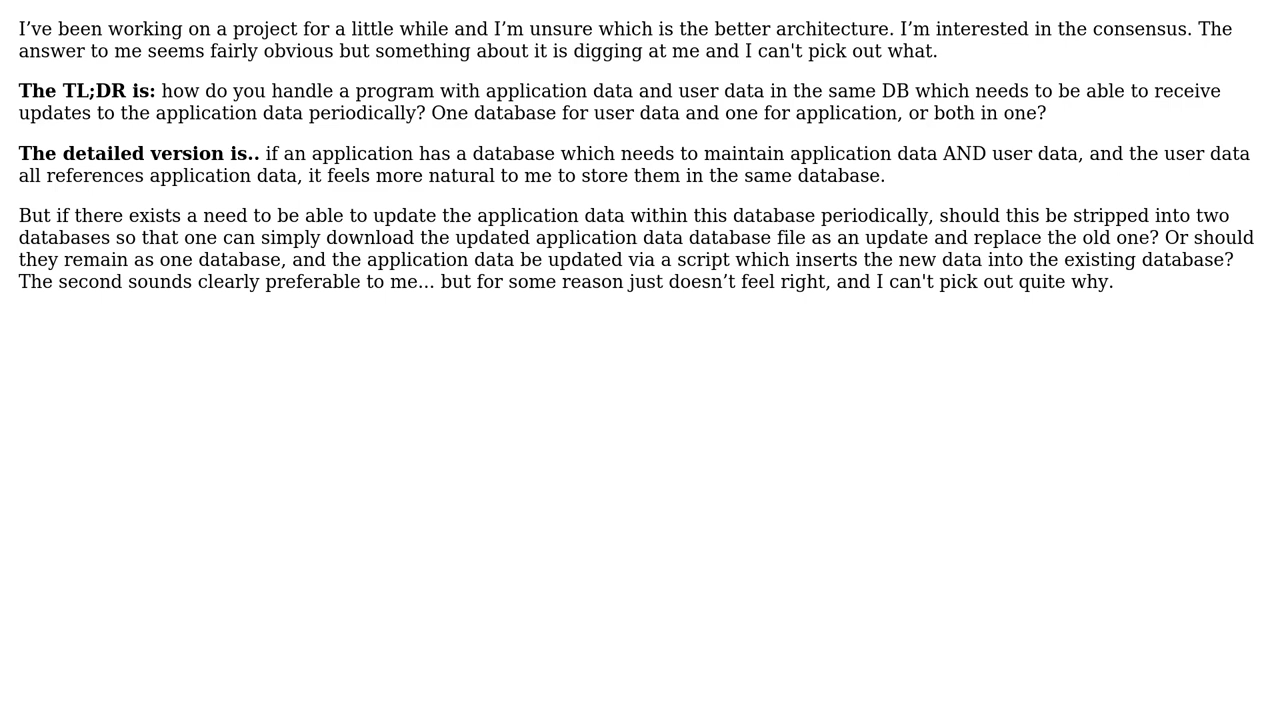 I’ve been working on a project for a little while and I’m unsure which is the better architecture. I’m interested in the consensus. The
answer to me seems fairly obvious but something about it is digging at me and I can't pick out what.
The TL;DR is: how do you handle a program with application data and user data in the same DB which needs to be able to receive
updates to the application data periodically? One database for user data and one for application, or both in one?
The detailed version is.. if an application has a database which needs to maintain application data AND user data, and the user data
all references application data, it feels more natural to me to store them in the same database.
But if there exists a need to be able to update the application data within this database periodically, should this be stripped into two
databases so that one can simply download the updated application data database file as an update and replace the old one? Or should
they remain as one database, and the application data be updated via a script which inserts the new data into the existing database?
The second sounds clearly preferable to me... but for some reason just doesn’t feel right, and I can't pick out quite why.